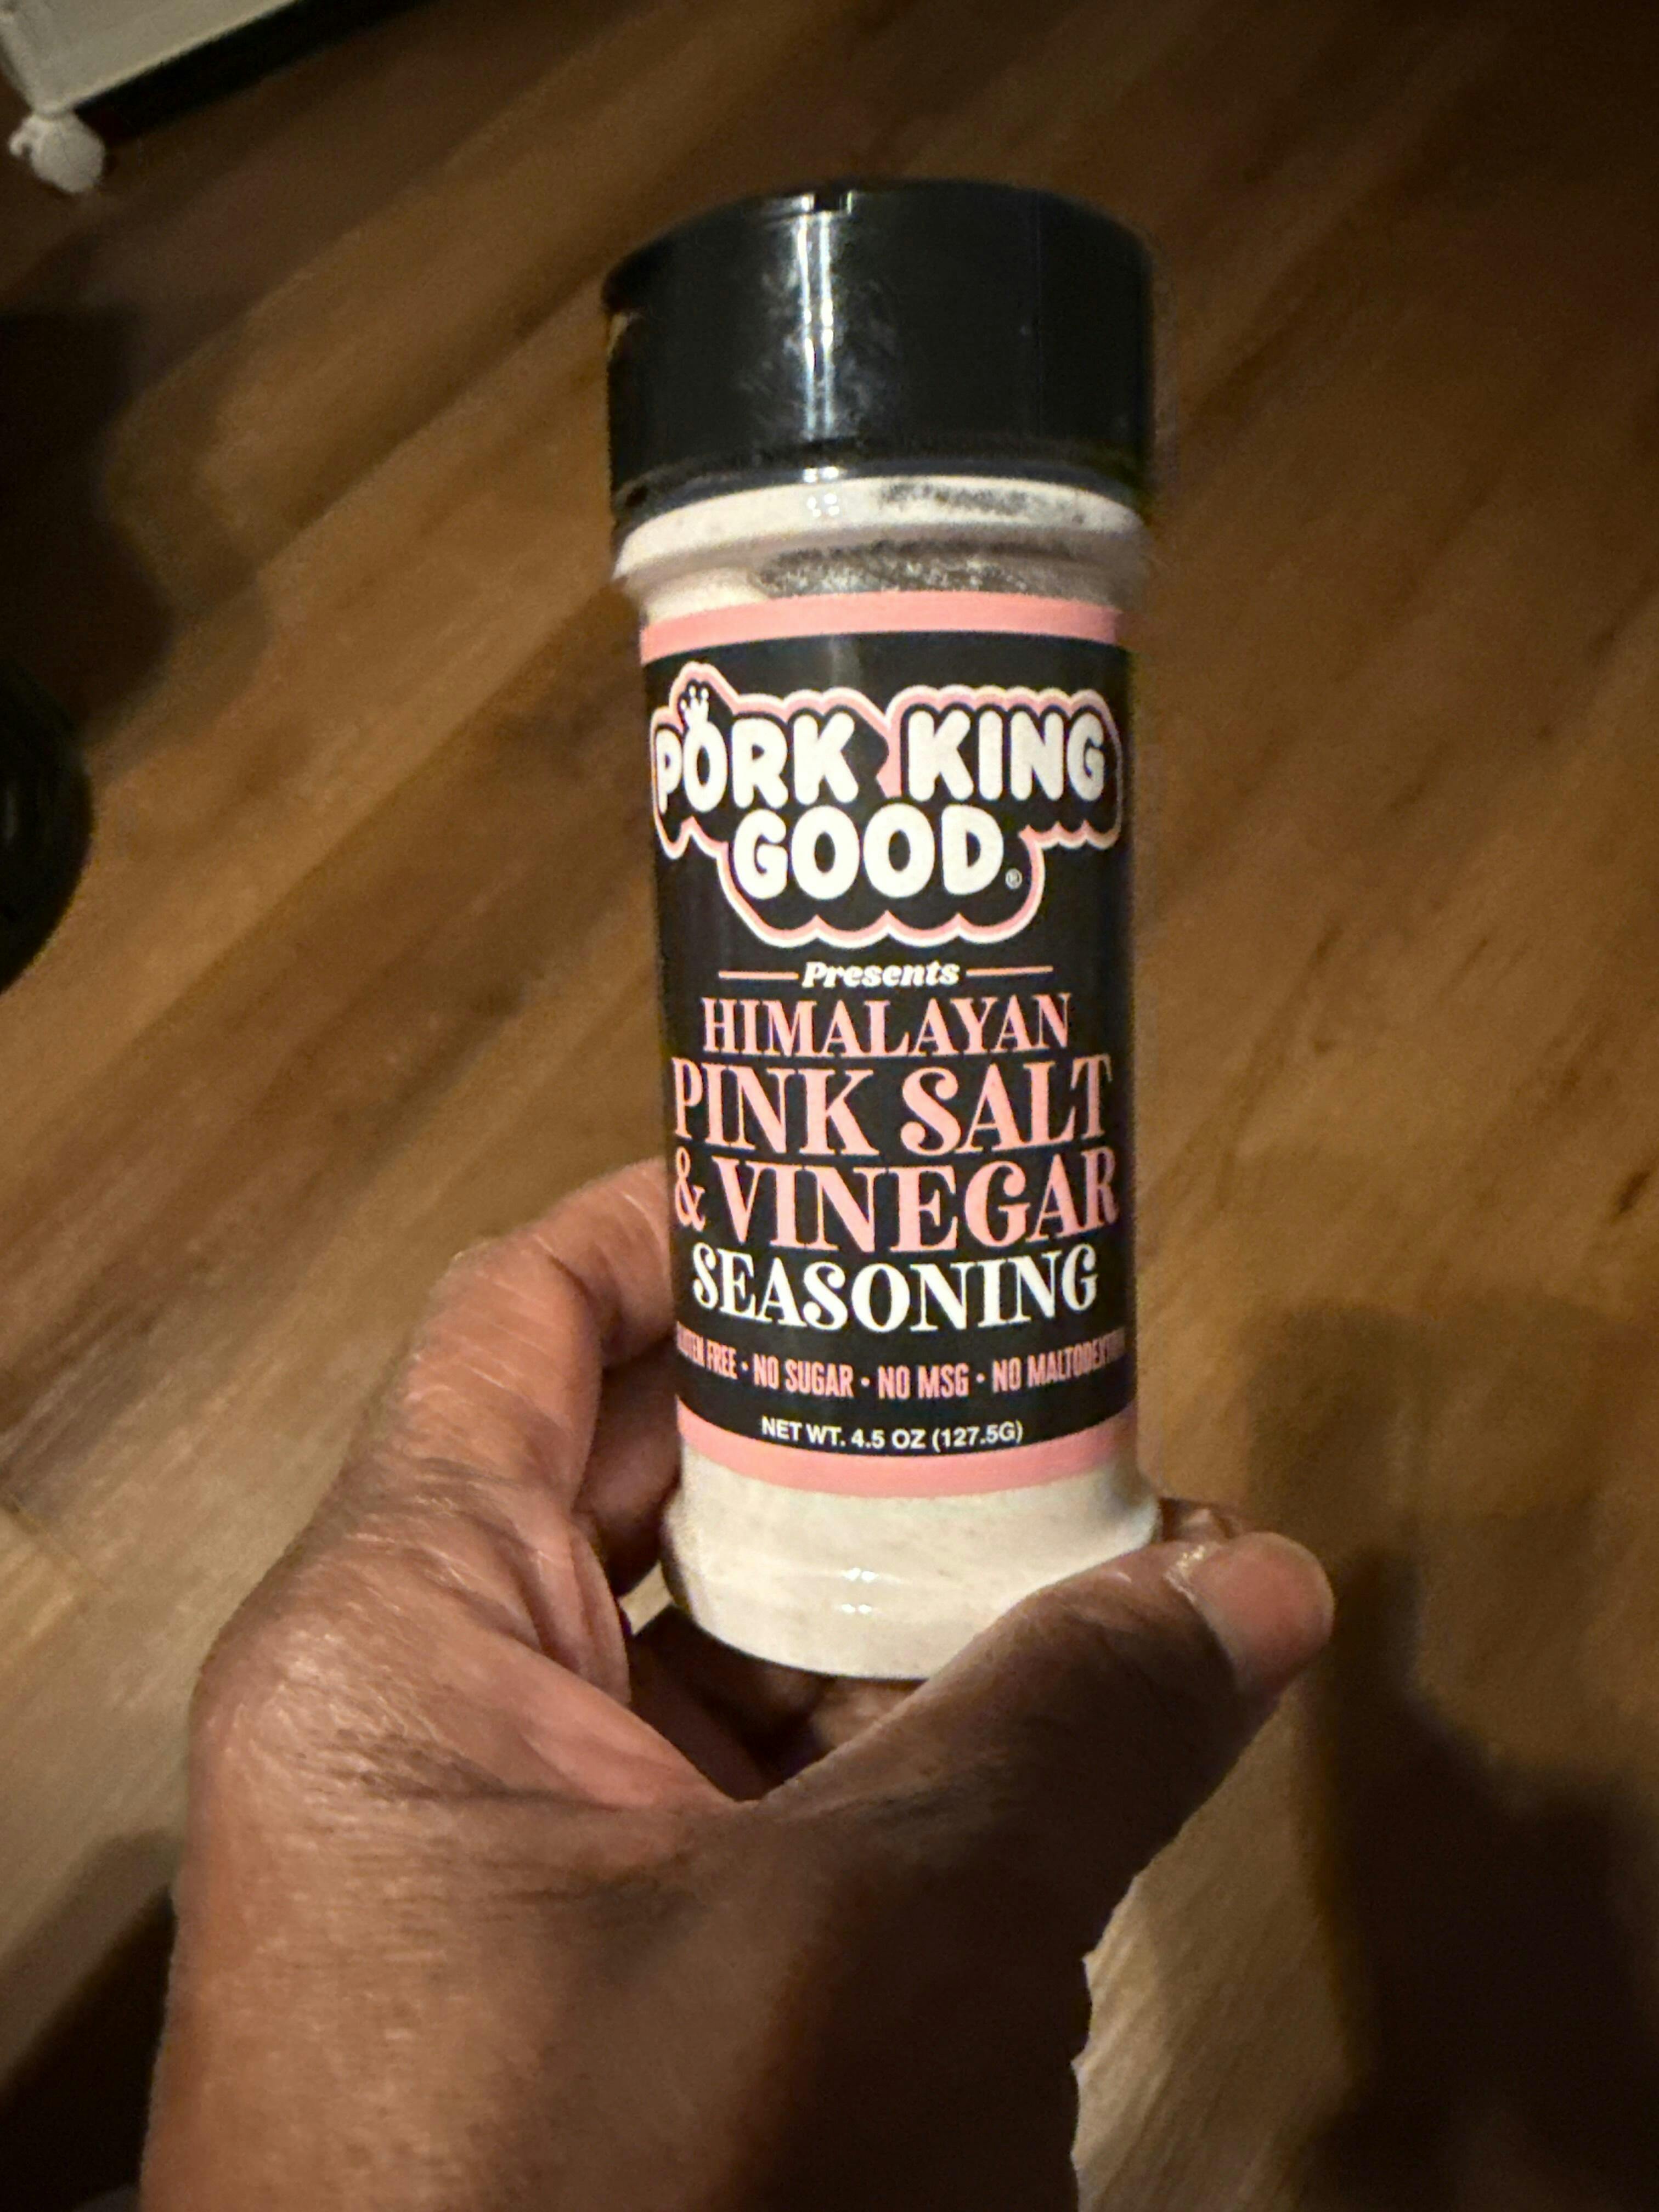 PORK KING
GOOD®
Presents
HIMALAYAN
PINK SALT
& VINEGAR
SEASONING
FREE • NO SUGAR • NO MSG • NO
NET WT. 4.5 OZ (127.5G)